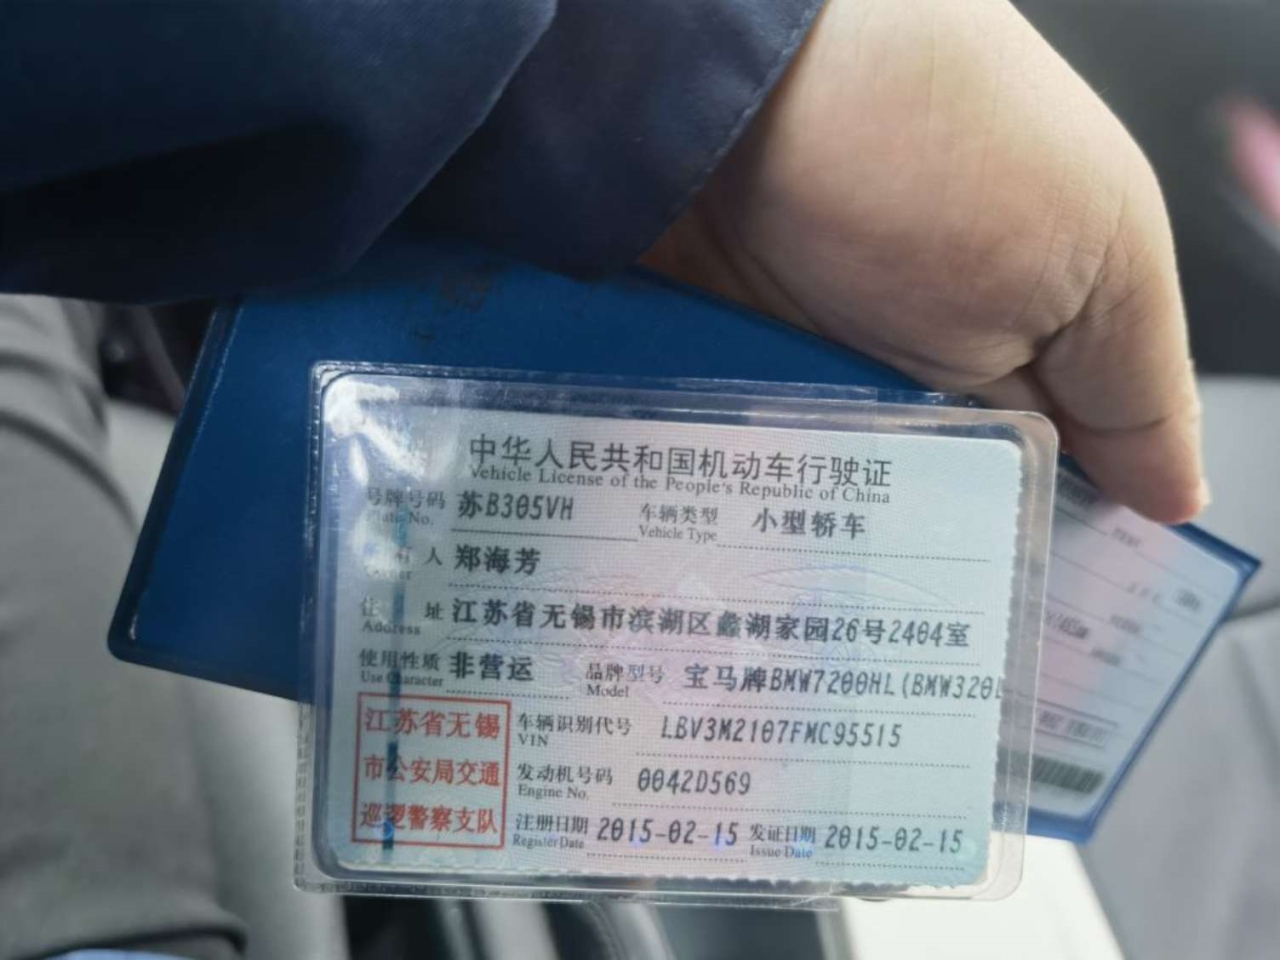 中华人民共和国机动车行驶证
Vehicle License of the People's Republic of China
号牌号码 苏B305VH 车辆类型 小型轿车
Plate No. Vehicle Type
有 人 郑海芳
住 址 江苏省无锡市滨湖区蠡湖家园26号2404室
Address
使用性质 非营运 品牌型号 宝马牌BMW7200HL(BMW320L
Use Character Model
江苏省无锡
市公安局交通
巡逻警察支队
车辆识别代号 LBV3M2107FMC95515
VIN
发动机号码 0042D569
Engine No.
注册日期 2015-02-15 发证日期 2015-02-15
Register Date Issue Date